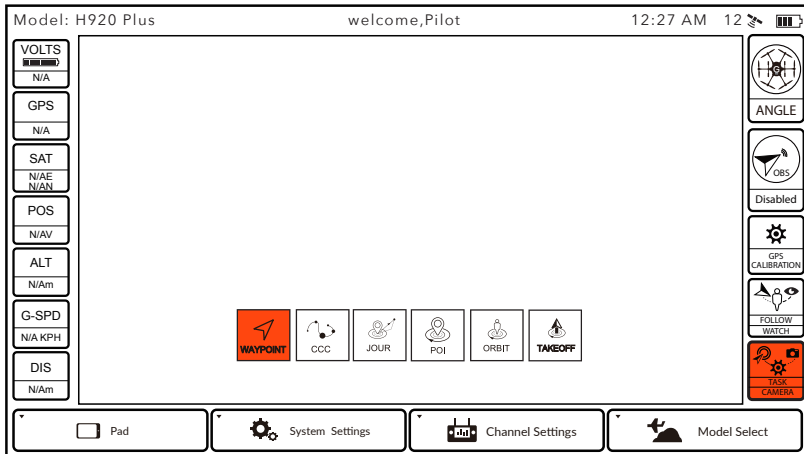 Model: H920 Plus
welcome,Pilot
12:27 AM
12
VOLTS
N/A
GPS
N/A
SAT
N/AE
N/AN
POS
N/AV
ALT
N/Am
G-SPD
N/A KPH
DIS
N/Am
G
ANGLE
OBS
Disabled
GPS
CALIBRATION
FOLLOW
WATCH
TASK
CAMERA
WAYPOINT
CCC
JOUR
POI
ORBIT
TAKEOFF
Pad
System Settings
Channel Settings
Model Select